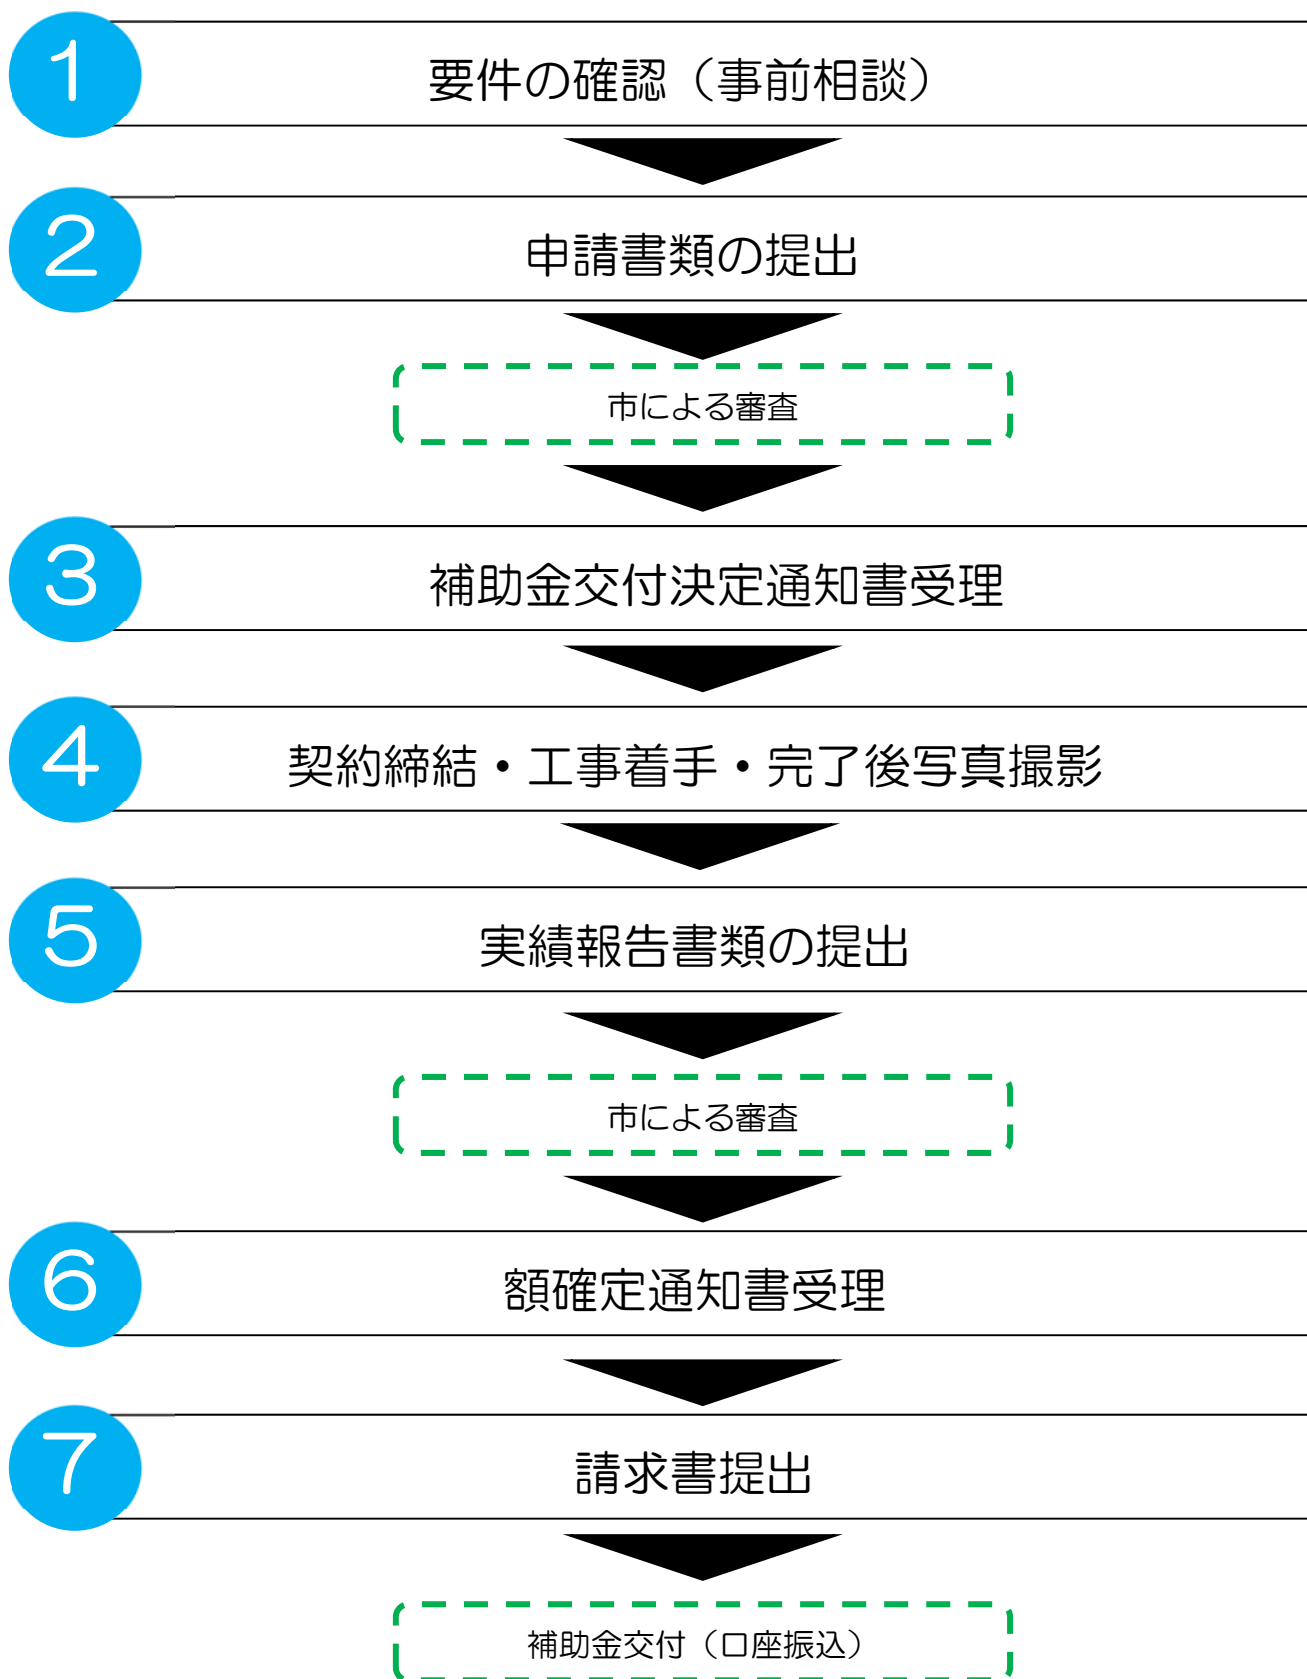 1
要件の確認（事前相談）
2
申請書類の提出
市による審査
3
補助金交付決定通知書受理
4
契約締結・工事着手・完了後写真撮影
5
実績報告書類の提出
市による審査
6
額確定通知書受理
7
請求書提出
補助金交付（口座振込）